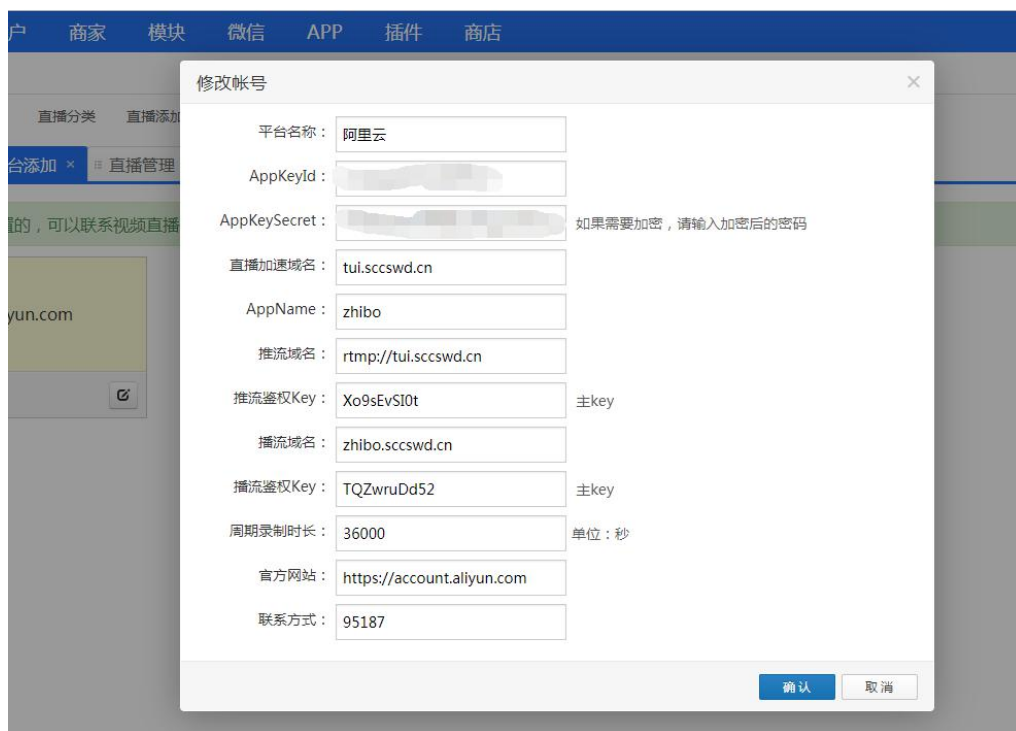 户 商家 模块 微信 APP 插件 商店
修改帐号 ×
直播分类 直播添加
台添加 × 直播管理
置的，可以联系视频直播
yun.com
平台名称： 阿里云
AppKeyId：
AppKeySecret： 如果需要加密，请输入加密后的密码
直播加速域名： tui.sccswd.cn
AppName： zhibo
推流域名： rtmp://tui.sccswd.cn
推流鉴权Key： Xo9sEvSI0t 主key
播流域名： zhibo.sccswd.cn
播流鉴权Key： TQZwruDd52 主key
周期录制时长： 36000 单位：秒
官方网站： https://account.aliyun.com
联系方式： 95187
确认 取消